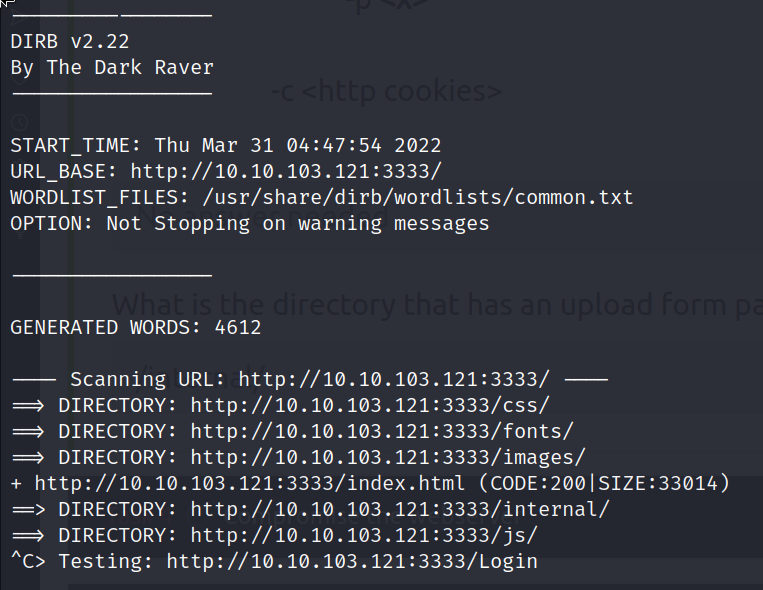 -p <x>
DIRB v2.22
By The Dark Raver
-c <http cookies>
START_TIME: Thu Mar 31 04:47:54 2022
URL_BASE: http://10.10.103.121:3333/
WORDLIST_FILES: /usr/share/dirb/wordlists/common.txt
OPTION: Not Stopping on warning messages
What is the directory that has an upload form pa
GENERATED WORDS: 4612
---- Scanning URL: http://10.10.103.121:3333/ ----
==> DIRECTORY: http://10.10.103.121:3333/css/
==> DIRECTORY: http://10.10.103.121:3333/fonts/
==> DIRECTORY: http://10.10.103.121:3333/images/
+ http://10.10.103.121:3333/index.html (CODE:200|SIZE:33014)
==> DIRECTORY: http://10.10.103.121:3333/internal/
==> DIRECTORY: http://10.10.103.121:3333/js/
^C> Testing: http://10.10.103.121:3333/Login